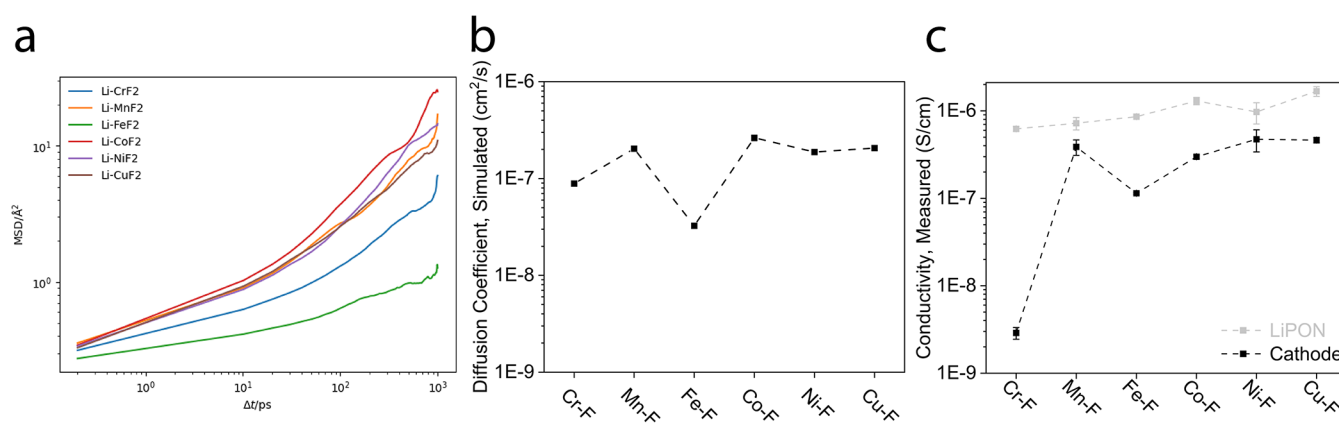 a
Li-CrF2
Li-MnF2
Li-FeF2
Li-CoF2
Li-NiF2
Li-CuF2
MSD/Å²
10¹
10⁰
10⁰
10¹
10²
10³
Δt/ps
b
Diffusion Coefficient, Simulated (cm²/s)
1E-6
1E-7
1E-8
1E-9
Cr-F
Mn-F
Fe-F
Co-F
Ni-F
Cu-F
c
Conductivity, Measured (S/cm)
1E-6
1E-7
1E-8
1E-9
LiPON
Cathode
Cr-F
Mn-F
Fe-F
Co-F
Ni-F
Cu-F